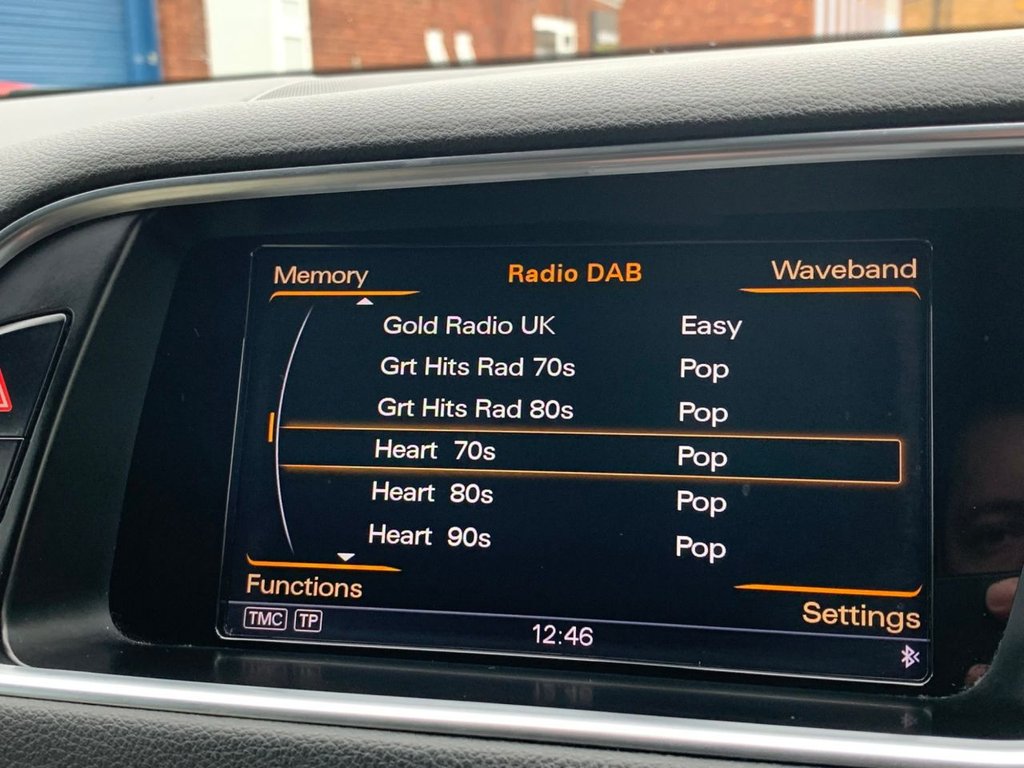 Memory Radio DAB Waveband
Gold Radio UK Easy
Grt Hits Rad 70s Pop
Grt Hits Rad 80s Pop
Heart 70s Pop
Heart 80s Pop
Heart 90s Pop
Functions Settings
TMC TP 12:46